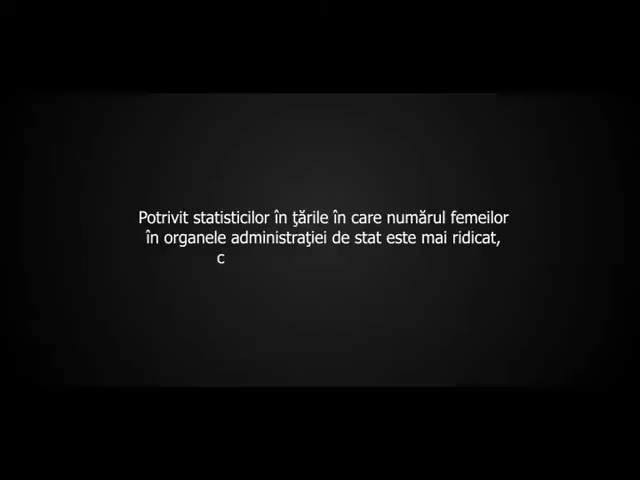 Potrivit statisticilor în ţările în care numărul femeilor
în organele administraţiei de stat este mai ridicat,
c